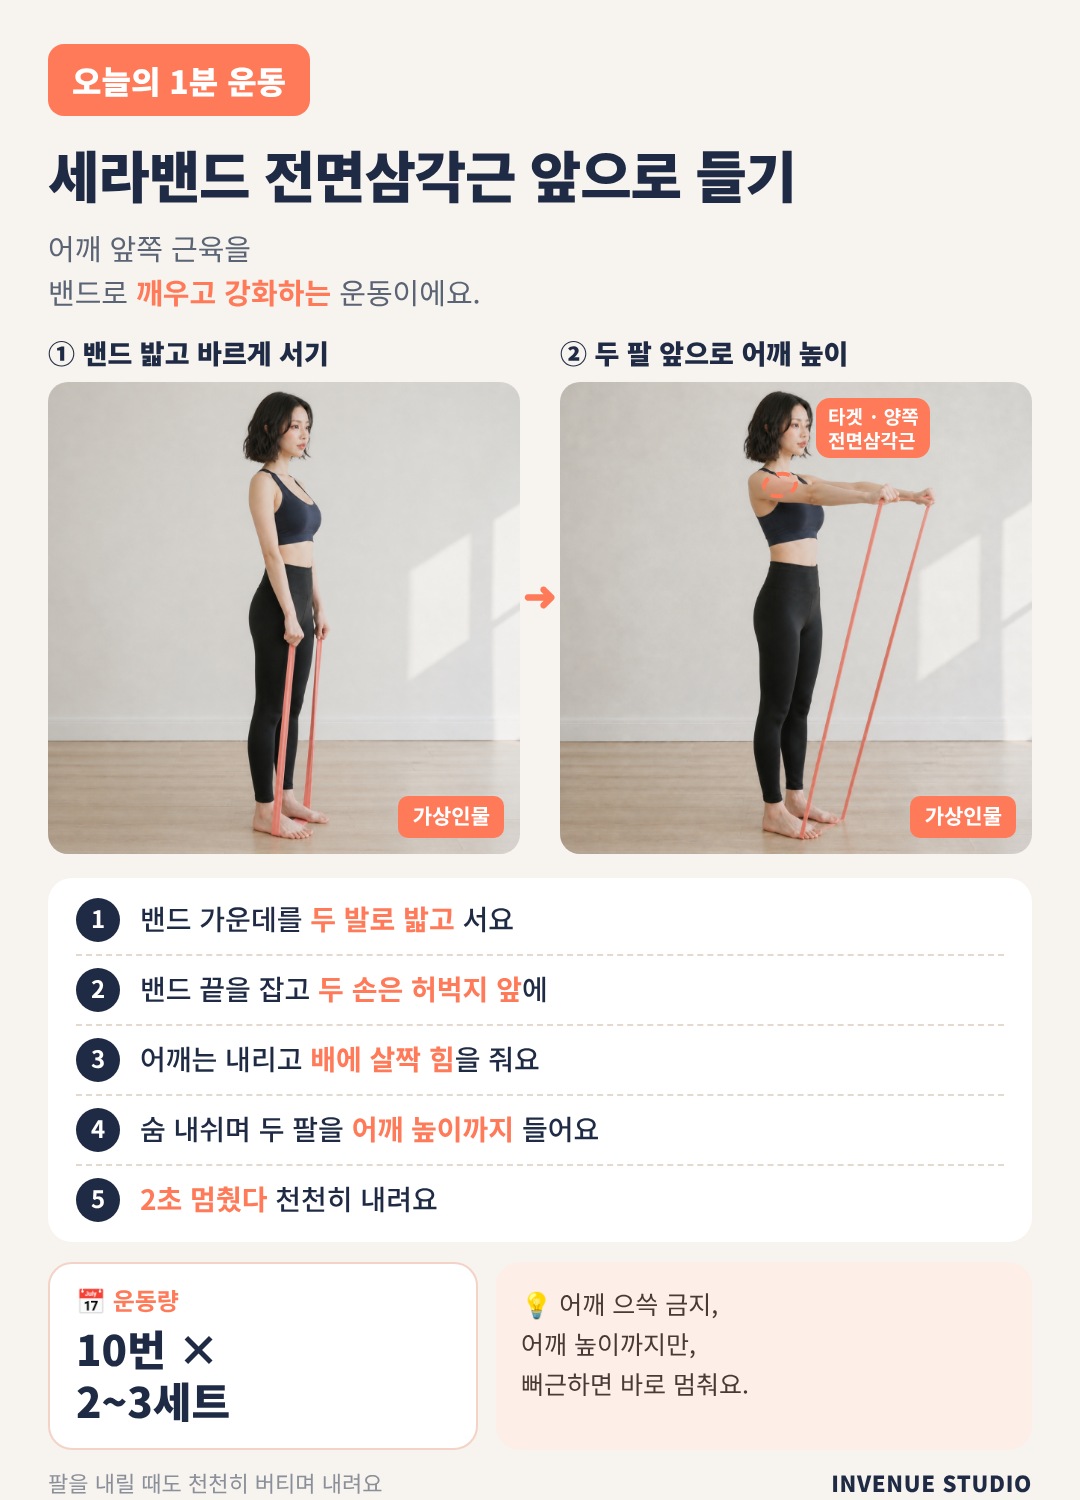 오늘의 1분 운동
세라밴드 전면삼각근 앞으로 들기
어깨 앞쪽 근육을
밴드로 깨우고 강화하는 운동이에요.
① 밴드 밟고 바르게 서기
② 두 팔 앞으로 어깨 높이
타겟 · 양쪽
전면삼각근
➜
가상인물
가상인물
1 밴드 가운데를 두 발로 밟고 서요
2 밴드 끝을 잡고 두 손은 허벅지 앞에
3 어깨는 내리고 배에 살짝 힘을 줘요
4 숨 내쉬며 두 팔을 어깨 높이까지 들어요
5 2초 멈췄다 천천히 내려요
📅 운동량
10번 ×
2~3세트
💡 어깨 으쓱 금지,
어깨 높이까지만,
뻐근하면 바로 멈춰요.
팔을 내릴 때도 천천히 버티며 내려요
INVENUE STUDIO